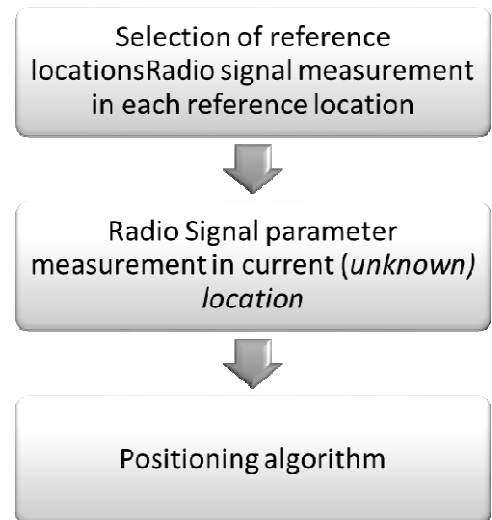 Selection of reference
locationsRadio signal measurement
in each reference location
Radio Signal parameter
measurement in current (unknown)
location
Positioning algorithm